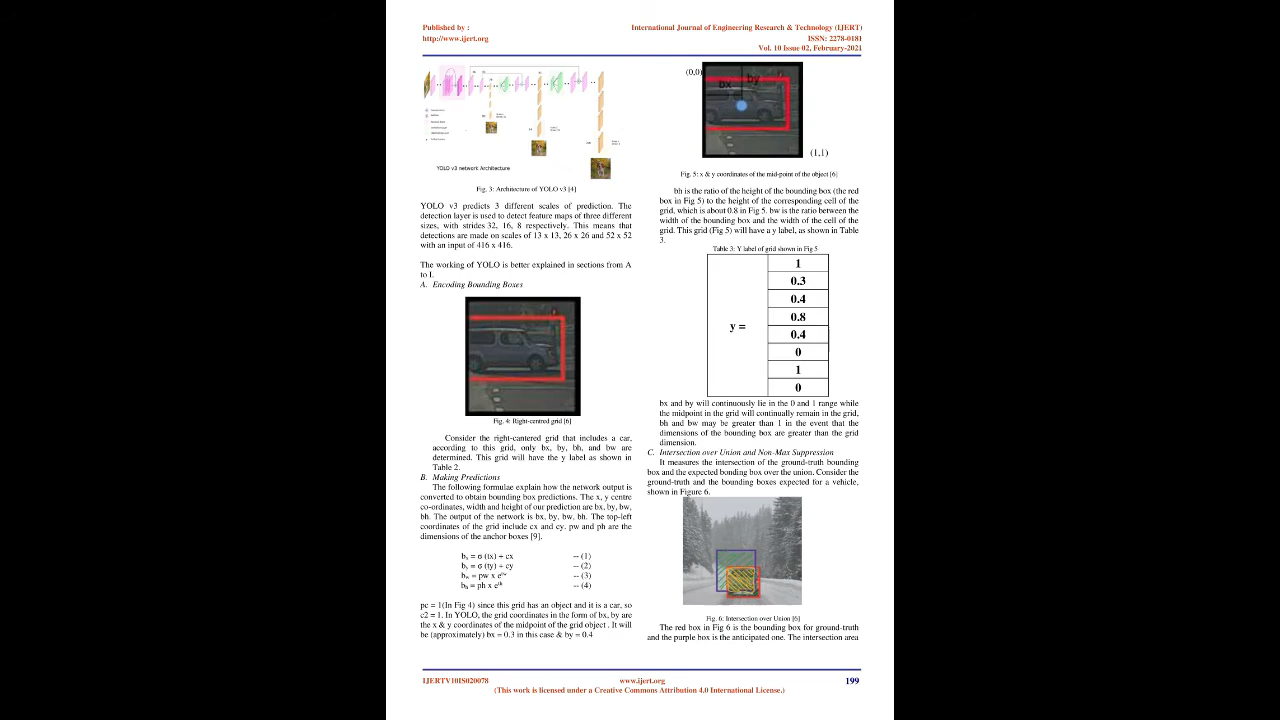 Published by :
http://www.ijert.org
International Journal of Engineering Research & Technology (IJERT)
ISSN: 2278-0181
Vol. 10 Issue 02, February-2021
YOLO v3 network Architecture
Fig. 3: Architecture of YOLO v3 [4]
YOLO v3 predicts 3 different scales of prediction. The
detection layer is used to detect feature maps of three different
sizes, with strides 32, 16, 8 respectively. This means that
detections are made on scales of 13 x 13, 26 x 26 and 52 x 52
with an input of 416 x 416.
The working of YOLO is better explained in sections from A
to I.
A. Encoding Bounding Boxes
Fig. 4: Right-centred grid [6]
Consider the right-cantered grid that includes a car,
according to this grid, only bx, by, bh, and bw are
determined. This grid will have the y label as shown in
Table 2.
B. Making Predictions
The following formulae explain how the network output is
converted to obtain bounding box predictions. The x, y centre
co-ordinates, width and height of our prediction are bx, by, bw,
bh. The output of the network is bx, by, bw, bh. The top-left
coordinates of the grid include cx and cy. pw and ph are the
dimensions of the anchor boxes [9].
bx = σ (tx) + cx -- (1)
by = σ (ty) + cy -- (2)
bw = pw x e^tw -- (3)
bh = ph x e^th -- (4)
pc = 1(In Fig 4) since this grid has an object and it is a car, so
c2 = 1. In YOLO, the grid coordinates in the form of bx, by are
the x & y coordinates of the midpoint of the grid object . It will
be (approximately) bx = 0.3 in this case & by = 0.4
(0,0)
bx
by
(1,1)
Fig. 5: x & y coordinates of the mid-point of the object [6]
bh is the ratio of the height of the bounding box (the red
box in Fig 5) to the height of the corresponding cell of the
grid, which is about 0.8 in Fig 5. bw is the ratio between the
width of the bounding box and the width of the cell of the
grid. This grid (Fig 5) will have a y label, as shown in Table
3.
Table 3: Y label of grid shown in Fig 5
y =
1
0.3
0.4
0.8
0.4
0
1
0
bx and by will continuously lie in the 0 and 1 range while
the midpoint in the grid will continually remain in the grid,
bh and bw may be greater than 1 in the event that the
dimensions of the bounding box are greater than the grid
dimension.
C. Intersection over Union and Non-Max Suppression
It measures the intersection of the ground-truth bounding
box and the expected bonding box over the union. Consider the
ground-truth and the bounding boxes expected for a vehicle,
shown in Figure 6.
Fig. 6: Intersection over Union [6]
The red box in Fig 6 is the bounding box for ground-truth
and the purple box is the anticipated one. The intersection area
IJERTV10IS020078
www.ijert.org
199
(This work is licensed under a Creative Commons Attribution 4.0 International License.)